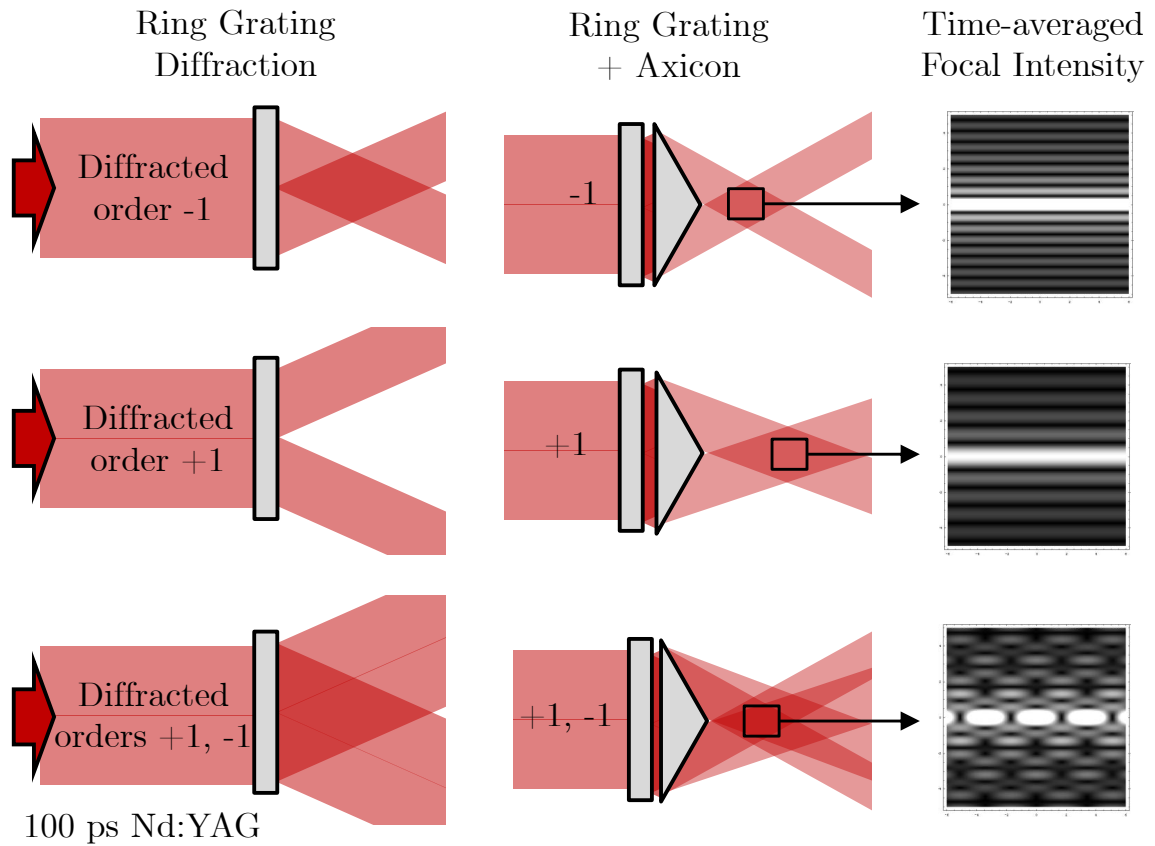 Ring Grating
Diffraction
Ring Grating
+ Axicon
Time-averaged
Focal Intensity
Diffracted
order -1
-1
Diffracted
order +1
+1
Diffracted
orders +1, -1
+1, -1
100 ps Nd:YAG